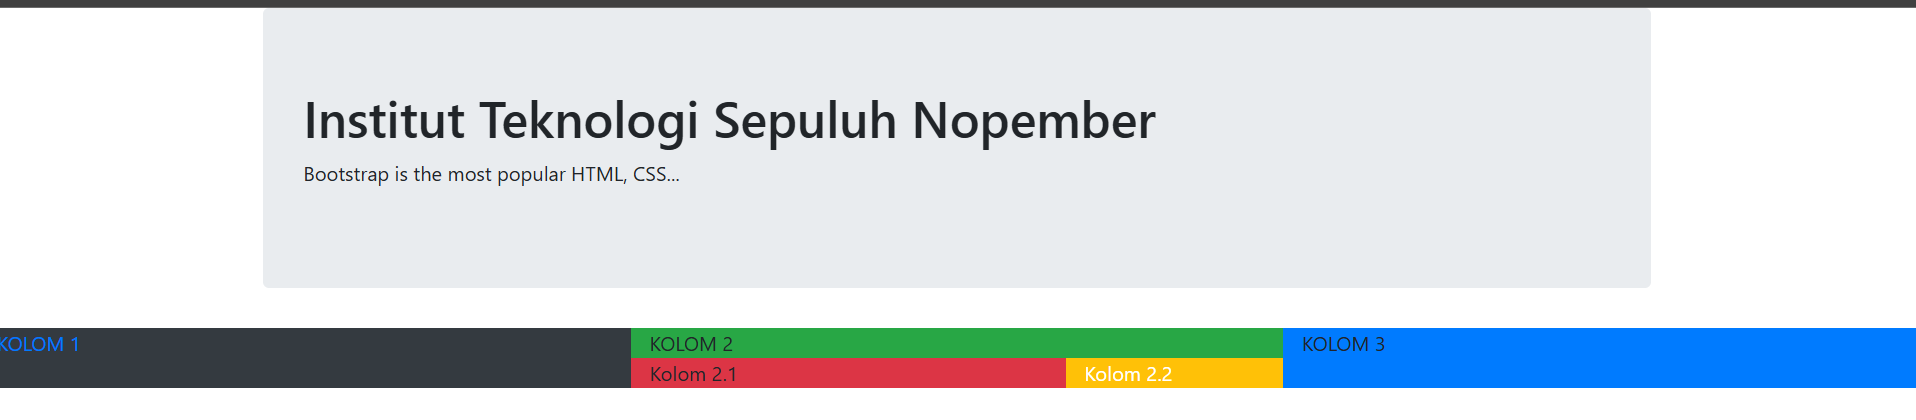 Institut Teknologi Sepuluh Nopember
Bootstrap is the most popular HTML, CSS...
KOLOM 1
KOLOM 2
KOLOM 3
Kolom 2.1
Kolom 2.2